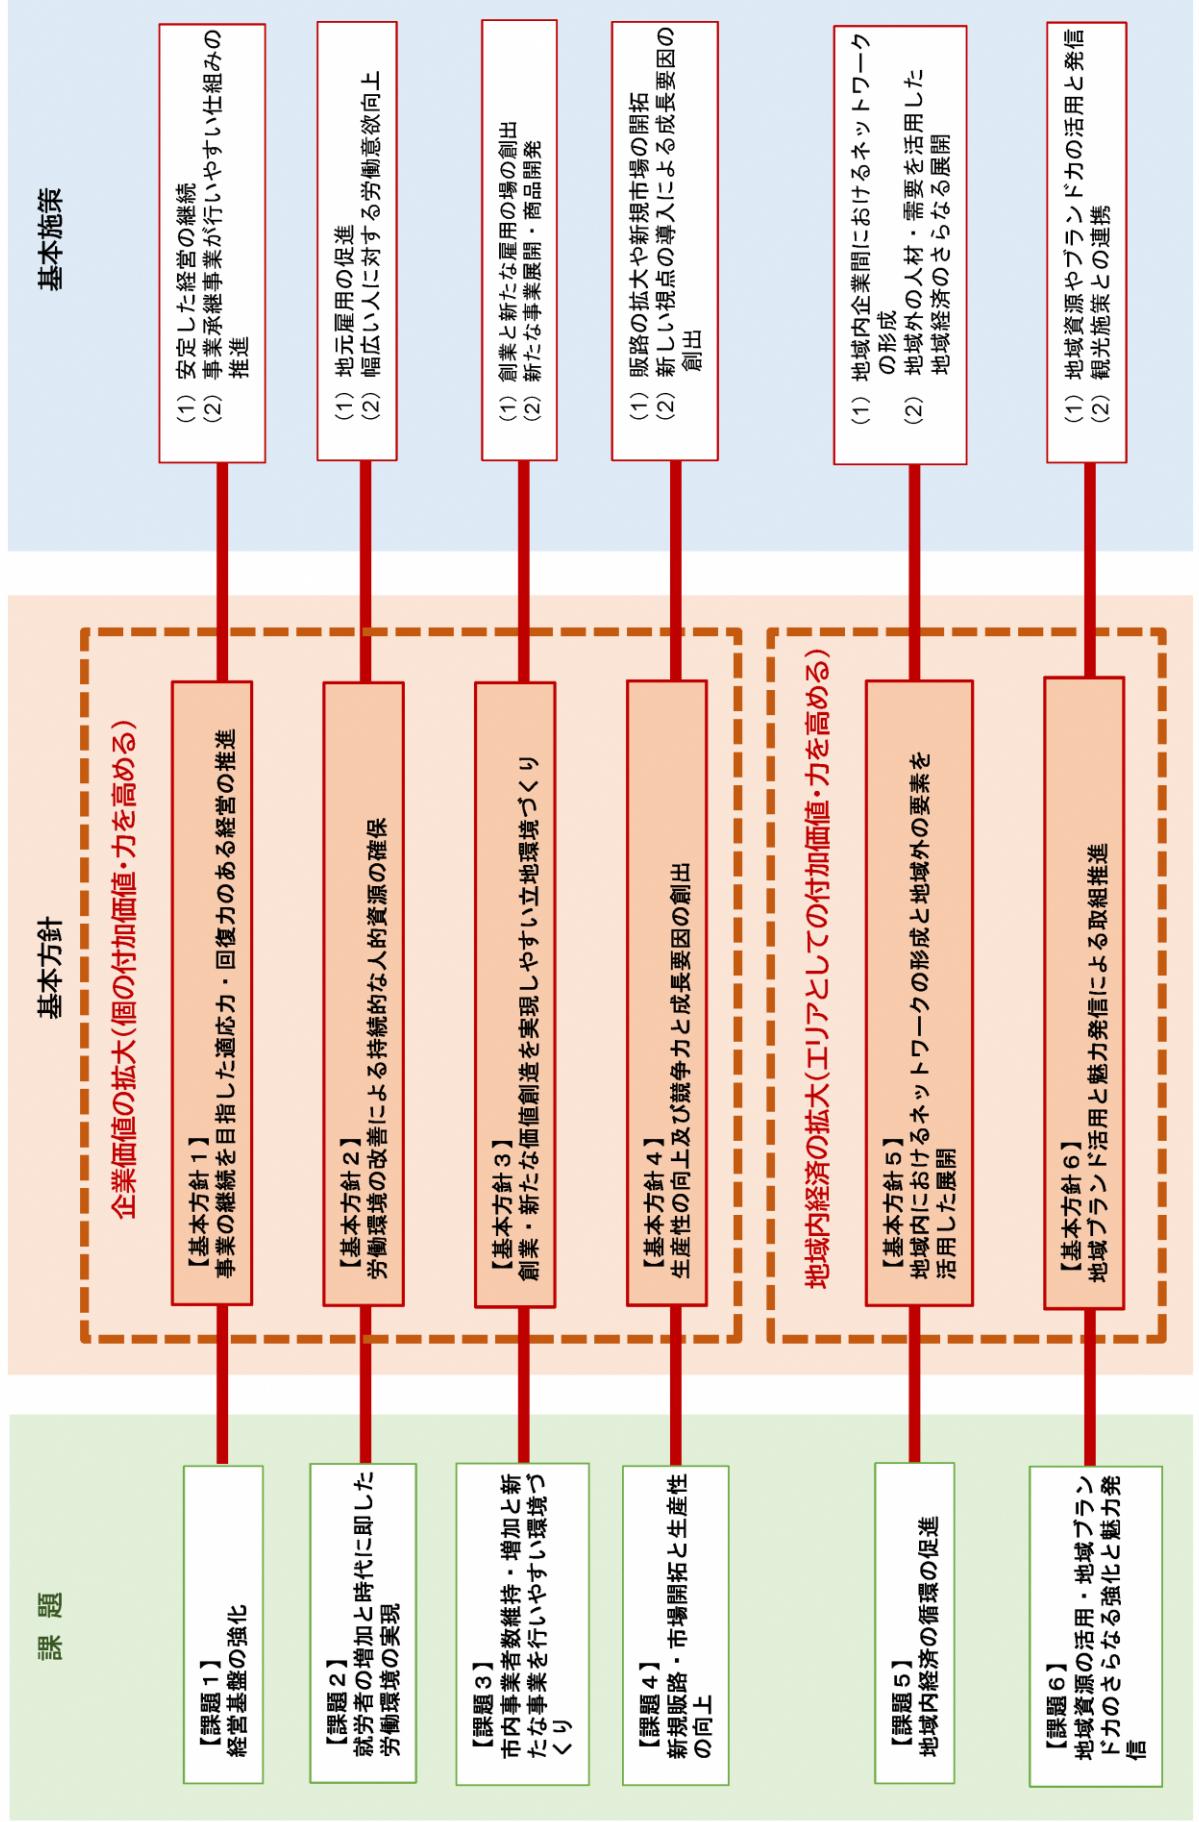 課　題
【課題１】
経営基盤の強化
【課題２】
就労者の増加と時代に即した
労働環境の実現
【課題３】
市内事業者数維持・増加と新
たな事業を行いやすい環境づ
くり
【課題４】
新規販路・市場開拓と生産性
の向上
【課題５】
地域内経済の循環の促進
【課題６】
地域資源の活用・地域ブラン
ド力のさらなる強化と魅力発
信
基本方針
企業価値の拡大(個の付加価値・力を高める)
【基本方針１】
事業の継続を目指した適応力・回復力のある経営の推進
【基本方針２】
労働環境の改善による持続的な人的資源の確保
【基本方針３】
創業・新たな価値創造を実現しやすい立地環境づくり
【基本方針４】
生産性の向上及び競争力と成長要因の創出
地域内経済の拡大(エリアとしての付加価値・力を高める)
【基本方針５】
地域内におけるネットワークの形成と地域外の要素を
活用した展開
【基本方針６】
地域ブランド活用と魅力発信による取組推進
基本施策
（1）安定した経営の継続
（2）事業承継事業が行いやすい仕組みの
推進
（1）地元雇用の促進
（2）幅広い人に対する労働意欲向上
（1）創業と新たな雇用の場の創出
（2）新たな事業展開・商品開発
（1）販路の拡大や新規市場の開拓
（2）新しい視点の導入による成長要因の
創出
（1）地域内企業間におけるネットワーク
の形成
（2）地域外の人材・需要を活用した
地域経済のさらなる展開
（1）地域資源やブランド力の活用と発信
（2）観光施策との連携